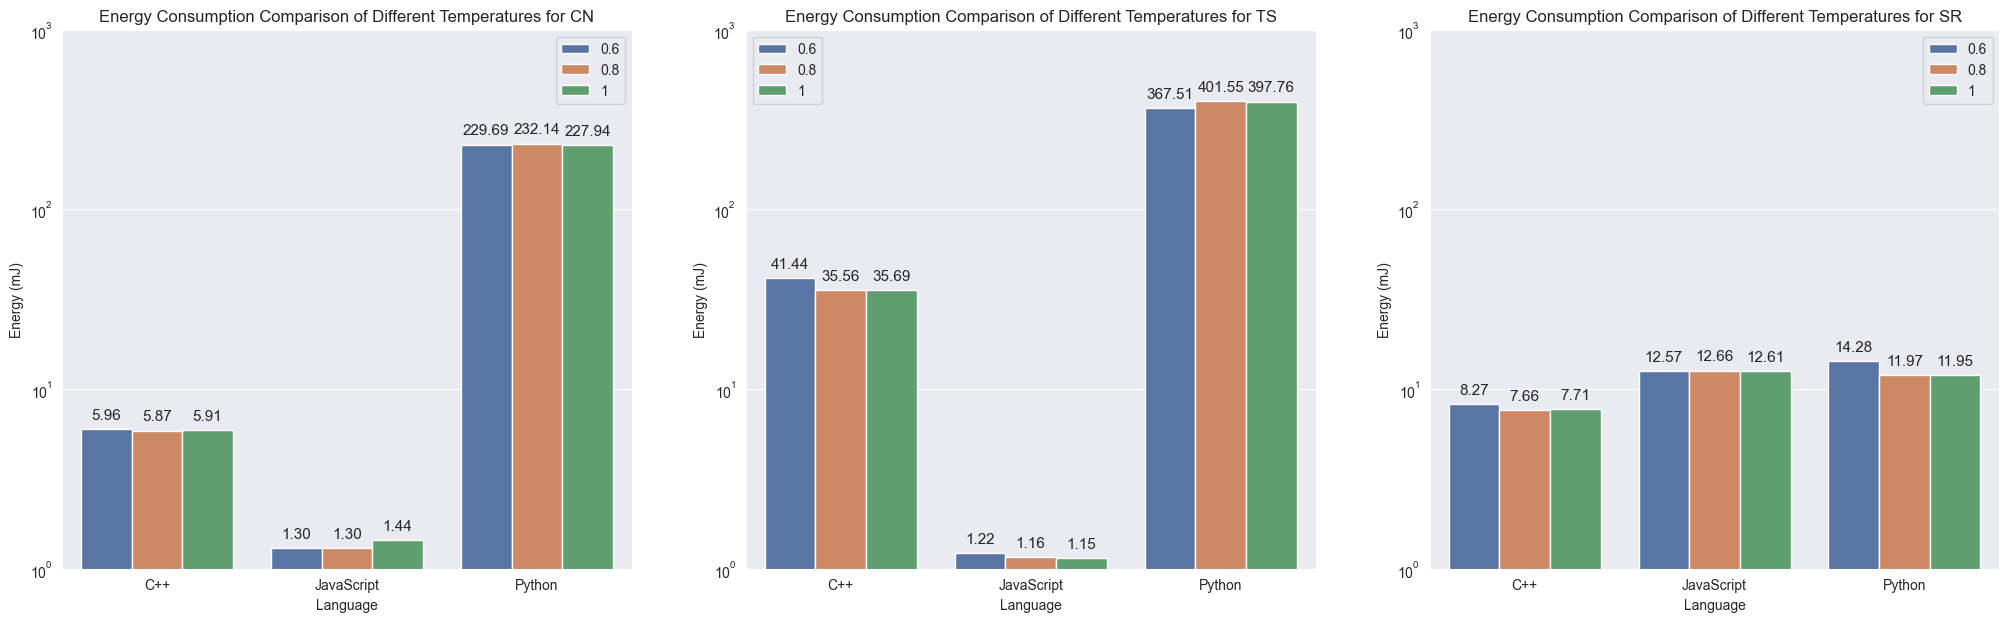 Energy Consumption Comparison of Different Temperatures for CN
Energy (mJ)
10³
10²
10¹
10⁰
0.6
0.8
1
5.96
5.87
5.91
1.30
1.30
1.44
229.69
232.14
227.94
C++
JavaScript
Python
Language
Energy Consumption Comparison of Different Temperatures for TS
Energy (mJ)
10³
10²
10¹
10⁰
0.6
0.8
1
41.44
35.56
35.69
1.22
1.16
1.15
367.51
401.55
397.76
C++
JavaScript
Python
Language
Energy Consumption Comparison of Different Temperatures for SR
Energy (mJ)
10³
10²
10¹
10⁰
0.6
0.8
1
8.27
7.66
7.71
12.57
12.66
12.61
14.28
11.97
11.95
C++
JavaScript
Python
Language